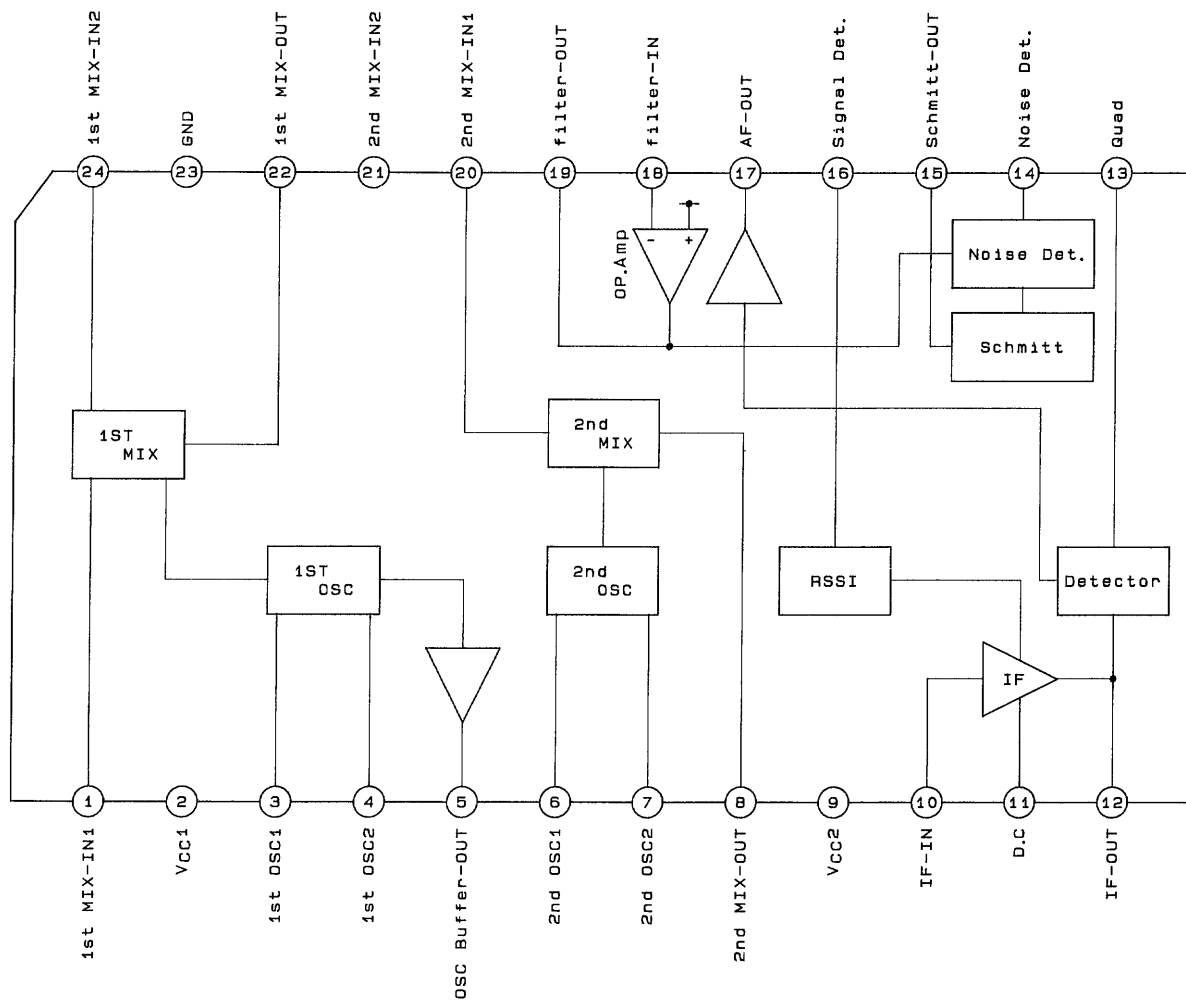 1st MIX-IN2
GND
1st MIX-OUT
2nd MIX-IN2
2nd MIX-IN1
filter-OUT
filter-IN
AF-OUT
Signal Det.
Schmitt-OUT
Noise Det.
Quad
24
23
22
21
20
19
18
17
16
15
14
13
OP.Amp
-
+
Noise Det.
Schmitt
1ST
MIX
2nd
MIX
1ST
OSC
2nd
OSC
RSSI
Detector
IF
1
2
3
4
5
6
7
8
9
10
11
12
1st MIX-IN1
VCC1
1st OSC1
1st OSC2
OSC Buffer-OUT
2nd OSC1
2nd OSC2
2nd MIX-OUT
VCC2
IF-IN
D.C
IF-OUT